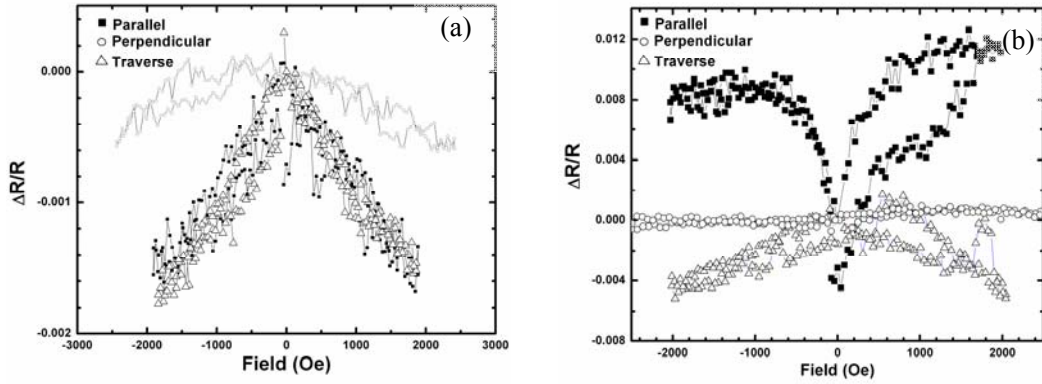 (a)
■ Parallel
○ Perpendicular
△ Traverse
0.000
-0.001
-0.002
ΔR/R
-3000 -2000 -1000 0 1000 2000 3000
Field (Oe)
(b)
■ Parallel
○ Perpendicular
△ Traverse
0.012
0.008
0.004
0.000
-0.004
-0.008
ΔR/R
-2000 -1000 0 1000 2000
Field (Oe)